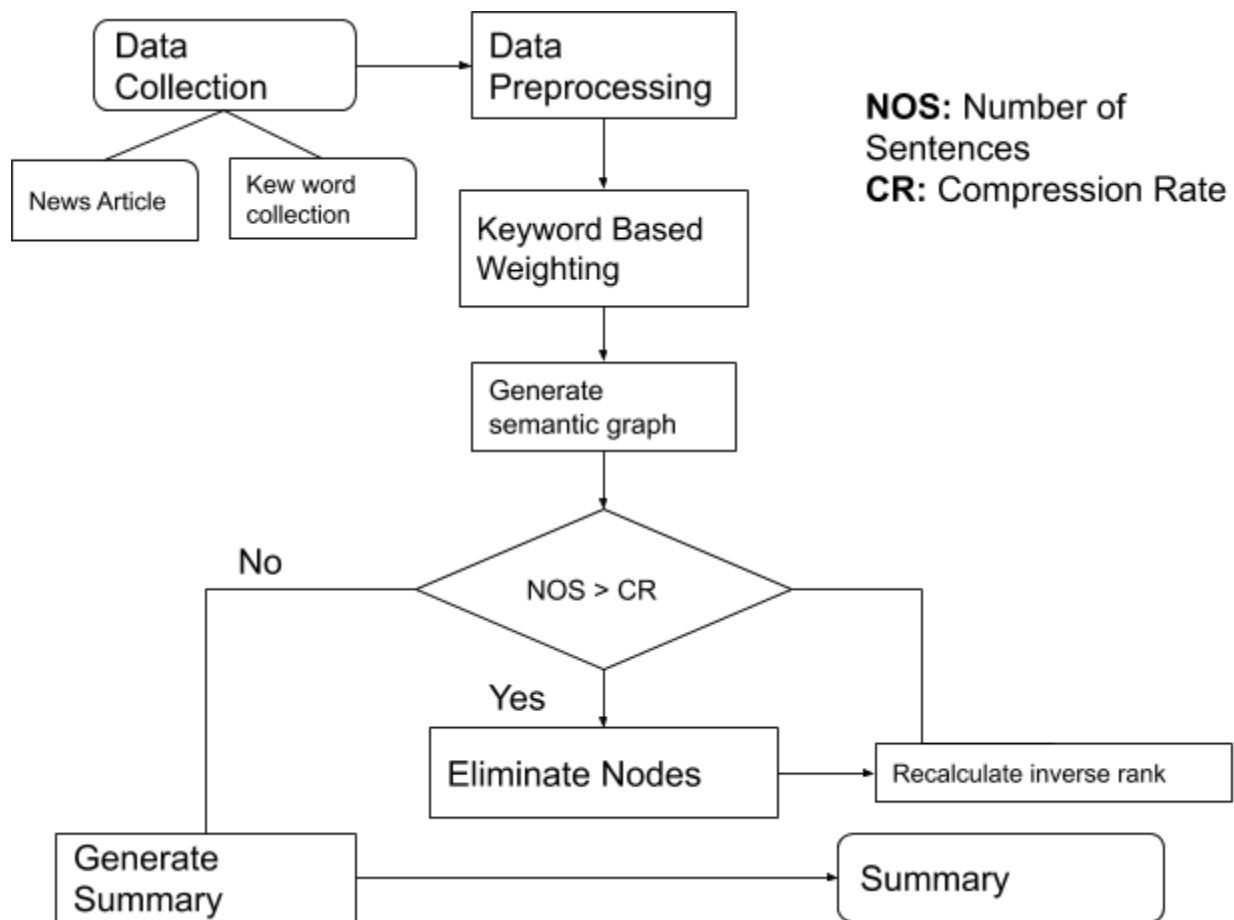 Data
Collection
Data
Preprocessing
NOS: Number of
Sentences
CR: Compression Rate
News Article
Kew word
collection
Keyword Based
Weighting
Generate
semantic graph
No
NOS > CR
Yes
Eliminate Nodes
Recalculate inverse rank
Generate
Summary
Summary